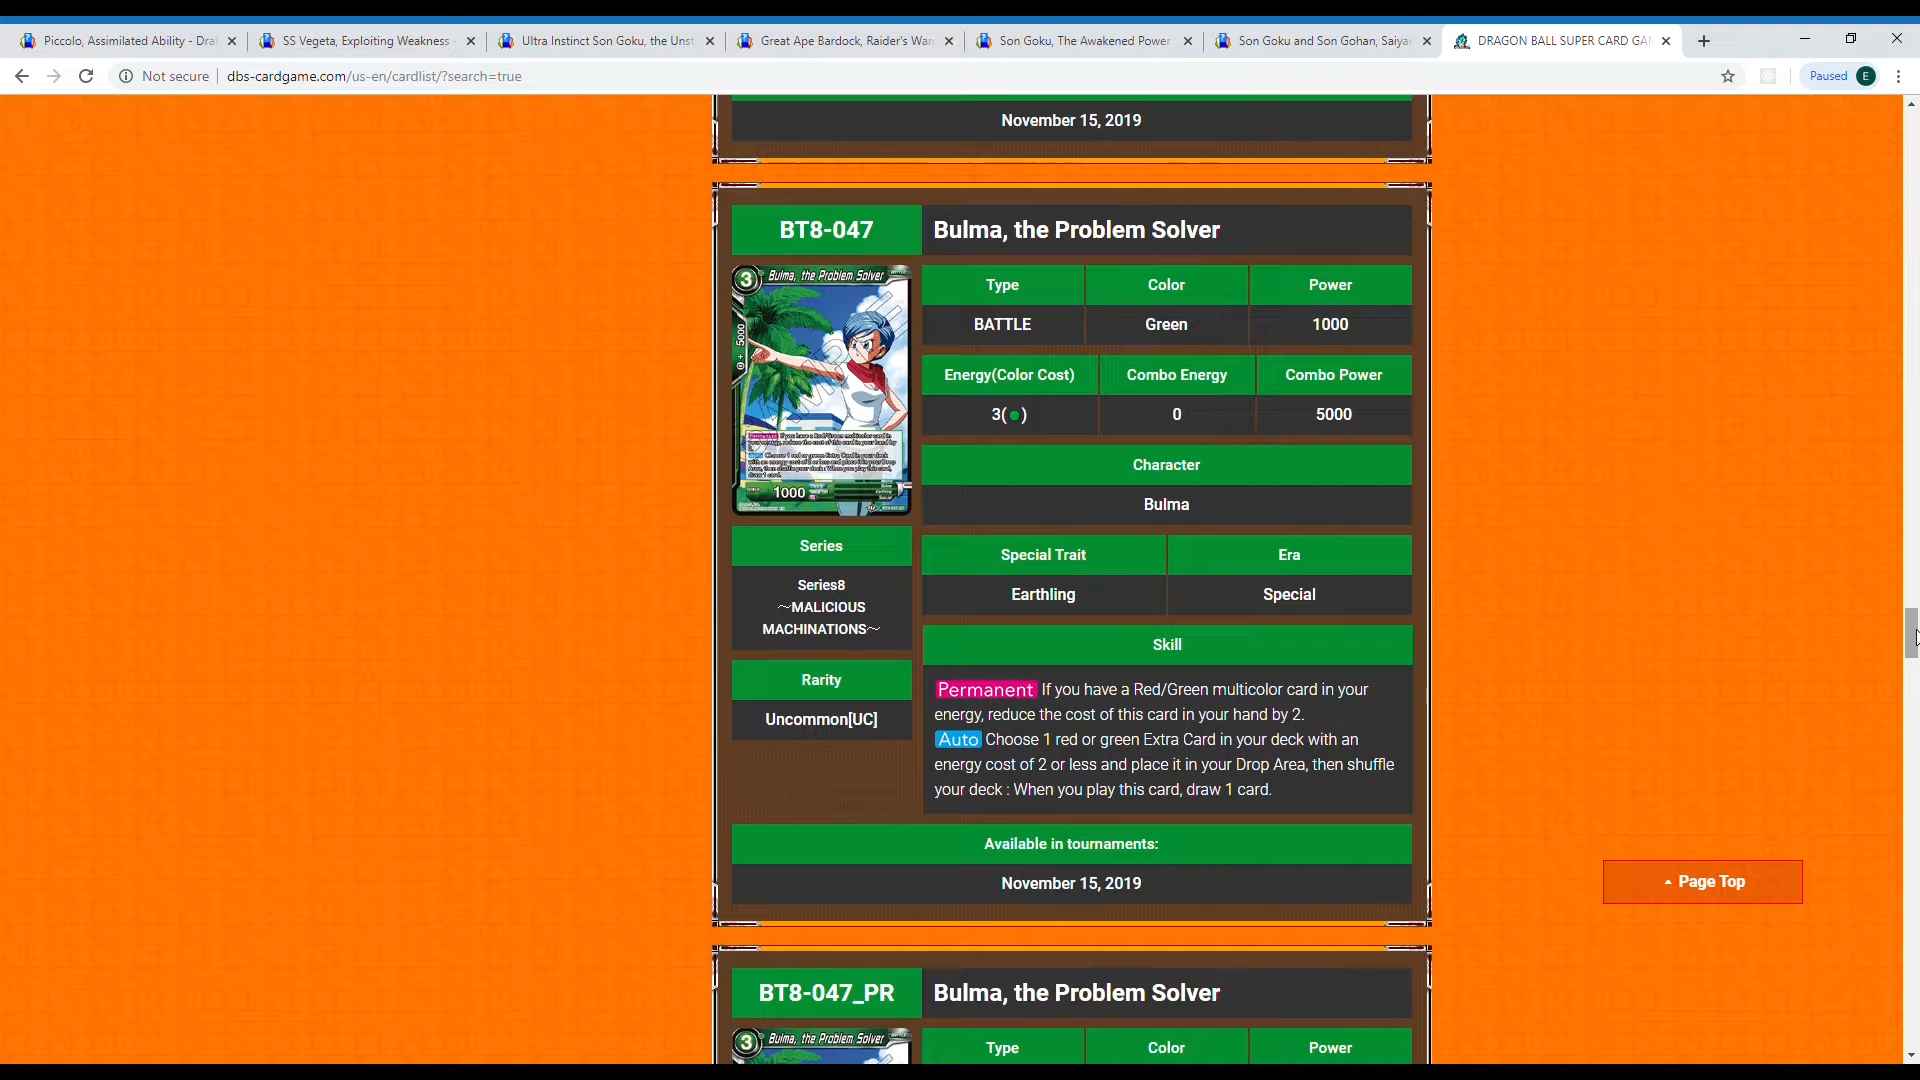 Piccolo, Assimilated Ability - Dra
SS Vegeta, Exploiting Weakness -
Ultra Instinct Son Goku, the Unst
Great Ape Bardock, Raider's War
Son Goku, The Awakened Power
Son Goku and Son Gohan, Saiya
DRAGON BALL SUPER CARD GA
Not secure
dbs-cardgame.com/us-en/cardlist/?search=true
Paused
E
November 15, 2019
BT8-047
Bulma, the Problem Solver
3
Bulma, the Problem Solver
BATTLE
5000
1000
Type
Color
Power
BATTLE
Green
1000
Energy(Color Cost)
Combo Energy
Combo Power
3( )
0
5000
Character
Bulma
Series
Series8
～MALICIOUS
MACHINATIONS～
Special Trait
Era
Earthling
Special
Rarity
Uncommon[UC]
Skill
Permanent If you have a Red/Green multicolor card in your
energy, reduce the cost of this card in your hand by 2.
Auto Choose 1 red or green Extra Card in your deck with an
energy cost of 2 or less and place it in your Drop Area, then shuffle
your deck : When you play this card, draw 1 card.
Available in tournaments:
November 15, 2019
Page Top
BT8-047_PR
Bulma, the Problem Solver
3
Bulma, the Problem Solver
Type
Color
Power